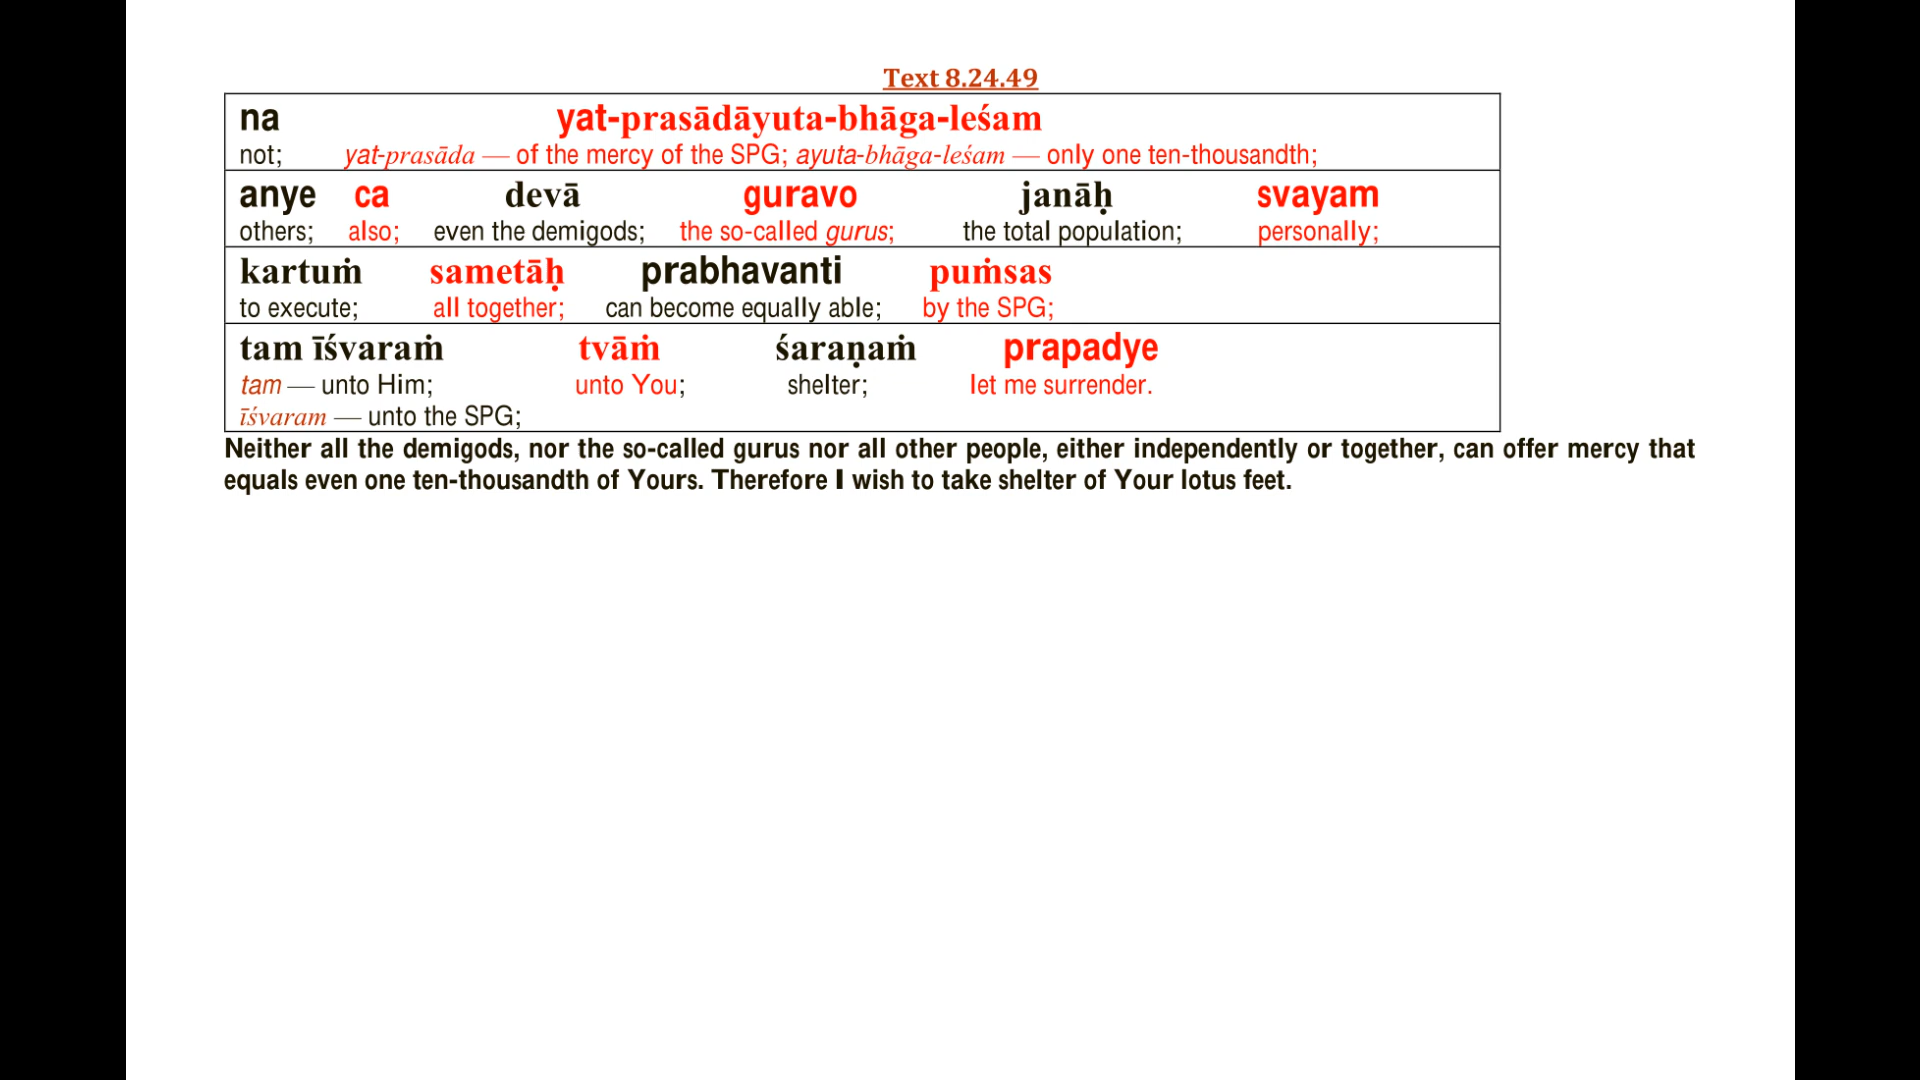 Text 8.24.49
na yat-prasādāyuta-bhāga-leśam
not; yat-prasāda — of the mercy of the SPG; ayuta-bhāga-leśam — only one ten-thousandth;
anye ca devā guravo janāḥ svayam
others; also; even the demigods; the so-called gurus; the total population; personally;
kartuṁ sametāḥ prabhavanti puṁsas
to execute; all together; can become equally able; by the SPG;
tam īśvaraṁ tvāṁ śaraṇaṁ prapadye
tam — unto Him; unto You; shelter; let me surrender.
īśvaram — unto the SPG;
Neither all the demigods, nor the so-called gurus nor all other people, either independently or together, can offer mercy that
equals even one ten-thousandth of Yours. Therefore I wish to take shelter of Your lotus feet.